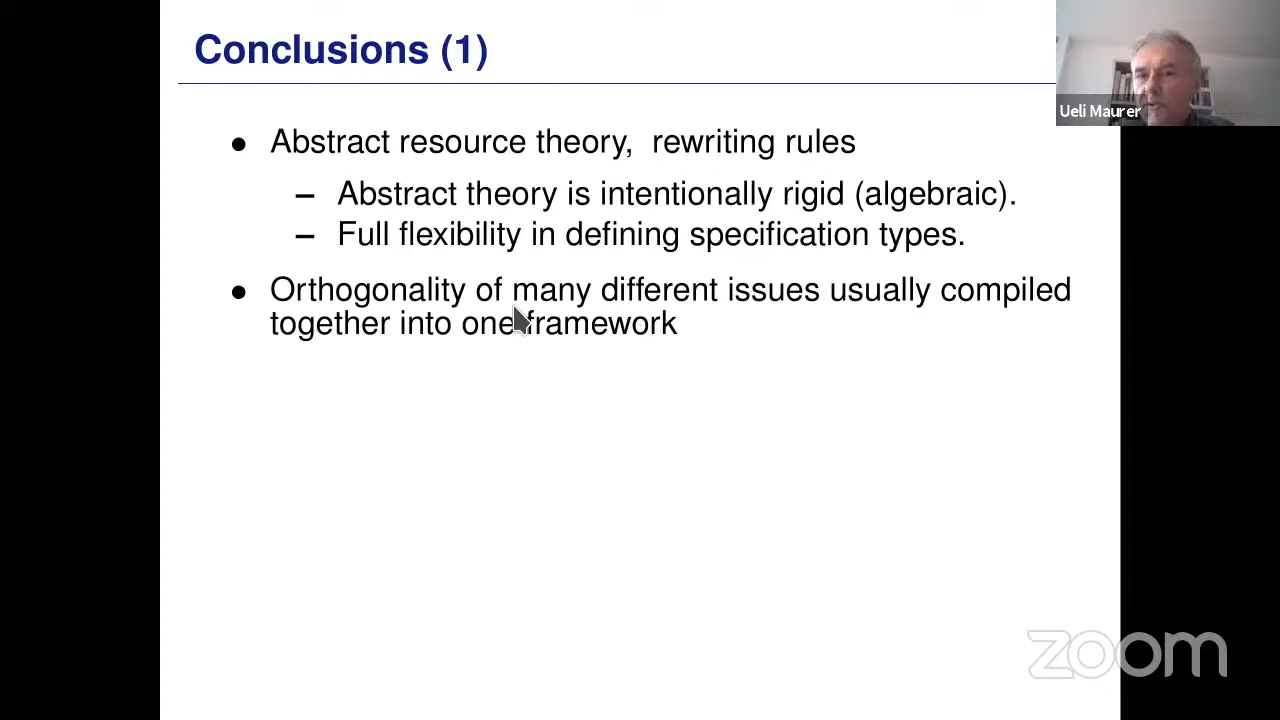 Conclusions (1)
Ueli Maurer
● Abstract resource theory, rewriting rules
– Abstract theory is intentionally rigid (algebraic).
– Full flexibility in defining specification types.
● Orthogonality of many different issues usually compiled
together into one framework
zoom